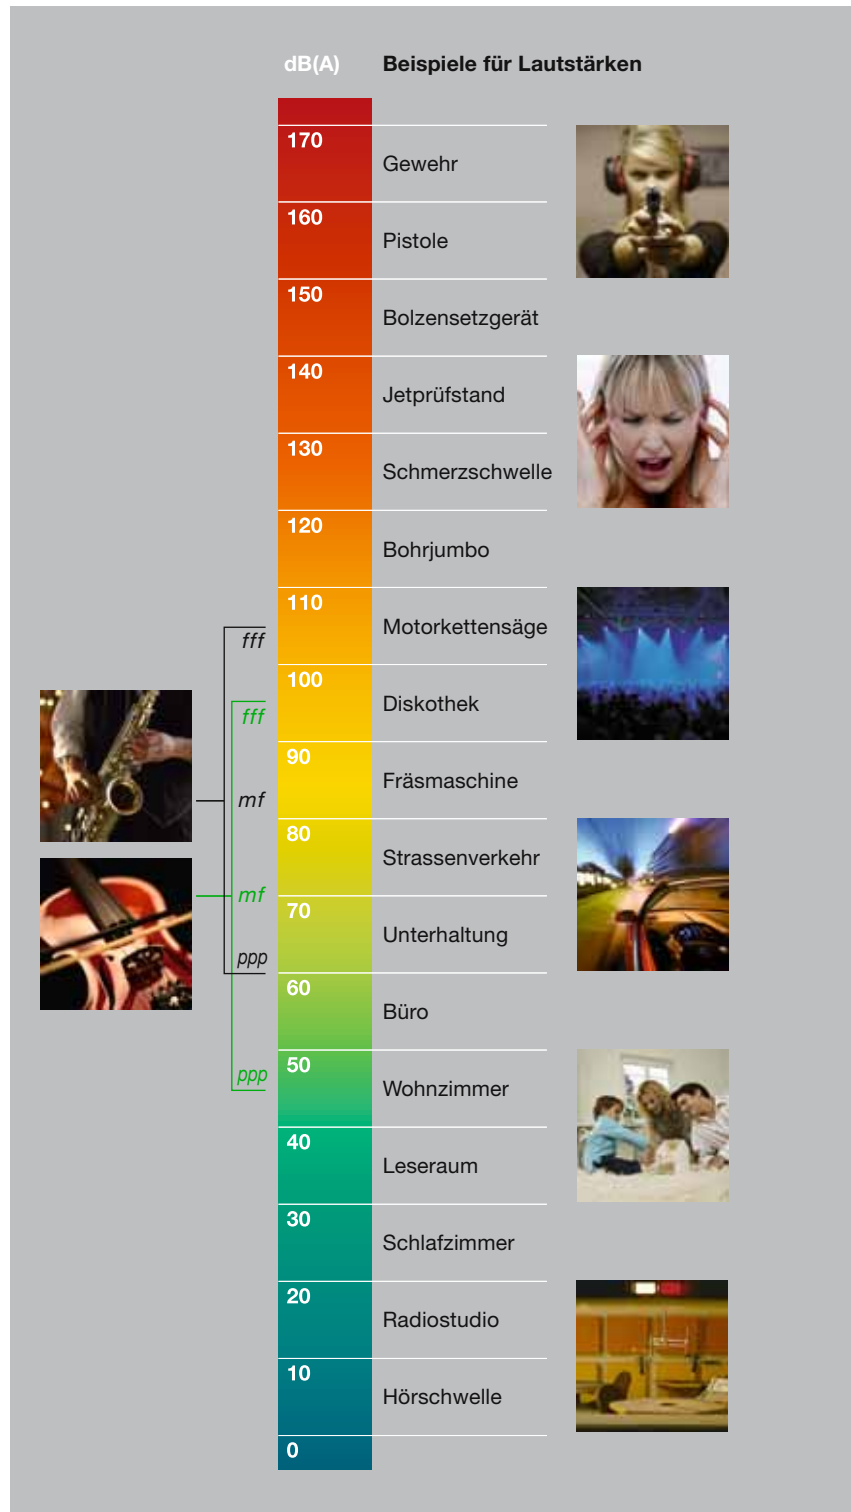 dB(A) Beispiele für Lautstärken
170
Gewehr
160
Pistole
150
Bolzensetzgerät
140
Jetprüfstand
130
Schmerzschwelle
120
Bohrjumbo
110
Motorkettensäge
fff
100
Diskothek
fff
90
Fräsmaschine
mf
80
Strassenverkehr
mf
70
Unterhaltung
ppp
60
Büro
50
ppp
Wohnzimmer
40
Leseraum
30
Schlafzimmer
20
Radiostudio
10
Hörschwelle
0